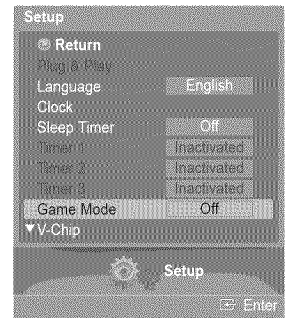 Setup
Return
Plug & Play
Language English
Clock
Sleep Timer Off
Timer 1 Inactivated
Timer 2 Inactivated
Timer 3 Inactivated
Game Mode Off
▼V-Chip
Setup
Enter